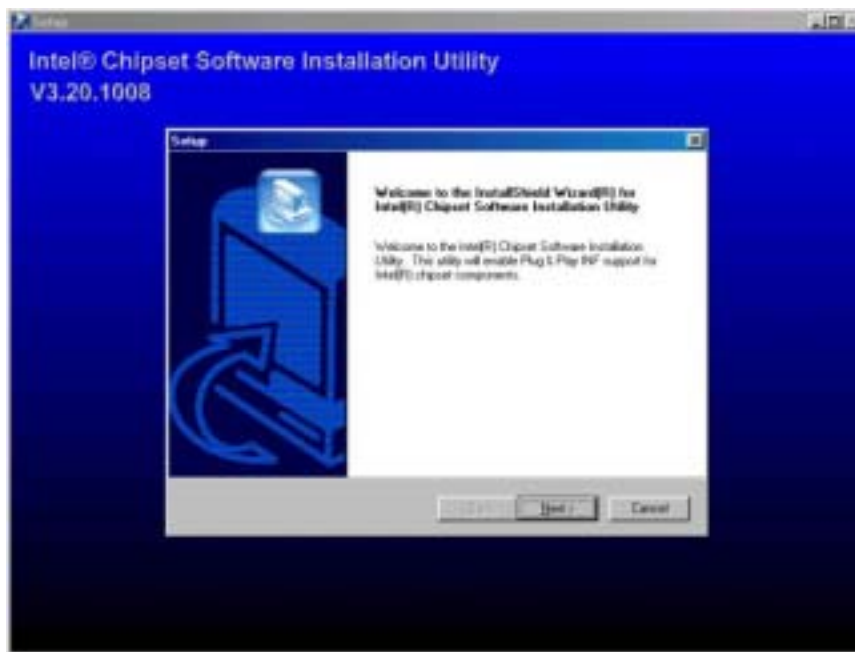 Setup
Intel® Chipset Software Installation Utility
V3.20.1008
Setup
Welcome to the InstallShield Wizard(R) for
Intel(R) Chipset Software Installation Utility
Welcome to the Intel(R) Chipset Software Installation
Utility. This utility will enable Plug & Play INF support for
Intel(R) chipset components.
Next >
Cancel